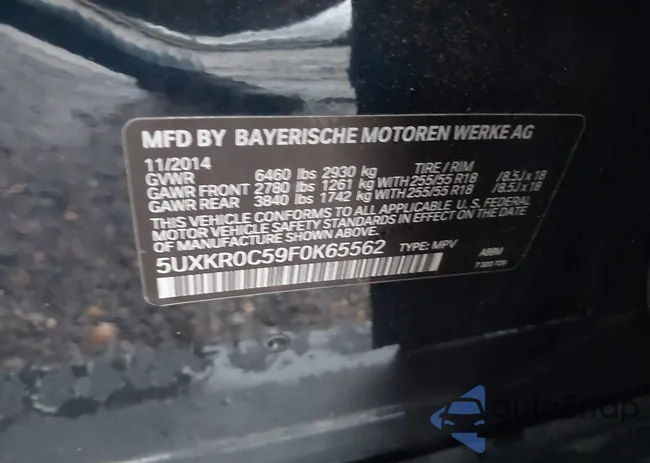 MFD BY BAYERISCHE MOTOREN WERKE AG
11/2014 TIRE / RIM
GVWR 6460 lbs 2930 kg
GAWR FRONT 2780 lbs 1261 kg WITH 255/55 R18 /8.5J x 18
GAWR REAR 3840 lbs 1742 kg WITH 255/55 R18 /8.5J x 18
THIS VEHICLE CONFORMS TO ALL APPLICABLE U. S. FEDERAL
MOTOR VEHICLE SAFETY STANDARDS IN EFFECT ON THE
DATE OF MANUFACTURE SHOWN ABOVE.
5UXKR0C59F0K65562 TYPE: MPV
autoSnap